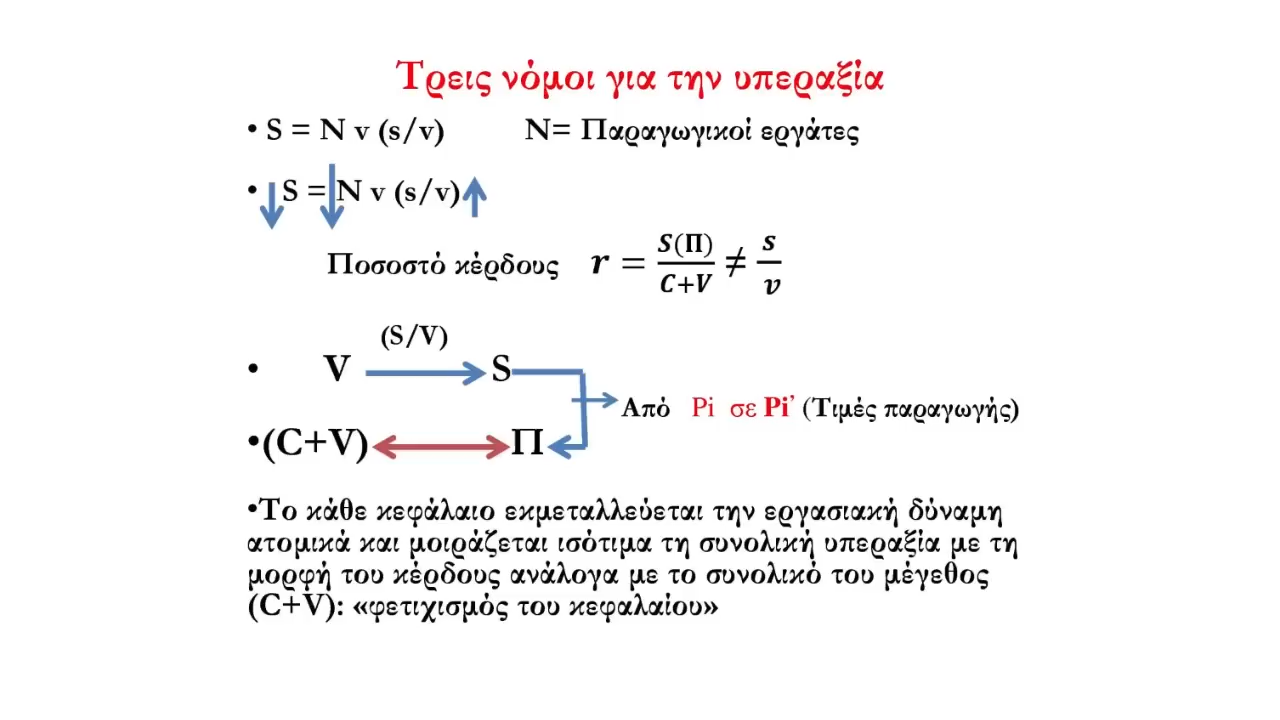 Τρεις νόμοι για την υπεραξία
• S = N v (s/v) N= Παραγωγικοί εργάτες
• S = N v (s/v)
Ποσοστό κέρδους r = S(Π)/C+V ≠ s/v
(S/V)
• V S
Από Pi σε Pi’ (Τιμές παραγωγής)
•(C+V) Π
•Το κάθε κεφάλαιο εκμεταλλεύεται την εργασιακή δύναμη
ατομικά και μοιράζεται ισότιμα τη συνολική υπεραξία με τη
μορφή του κέρδους ανάλογα με το συνολικό του μέγεθος
(C+V): «φετιχισμός του κεφαλαίου»